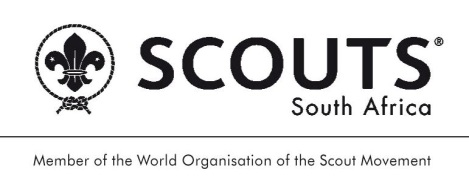 SCOUTS®
South Africa
Member of the World Organisation of the Scout Movement